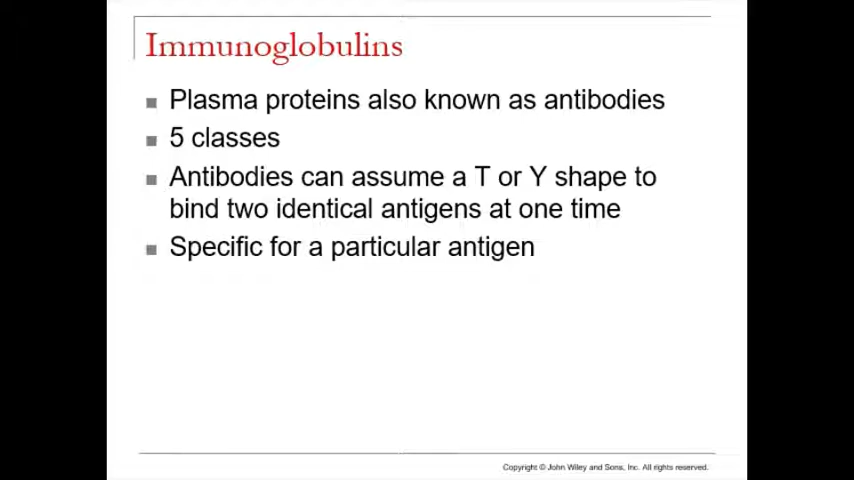 Immunoglobulins
■ Plasma proteins also known as antibodies
■ 5 classes
■ Antibodies can assume a T or Y shape to
bind two identical antigens at one time
■ Specific for a particular antigen
Copyright © John Wiley and Sons, Inc. All rights reserved.